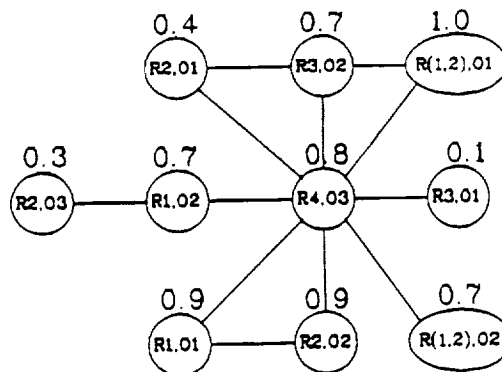 0.4 0.7 1.0
R2,01 R3,02 R(1,2),01
0.3 0.7 0.8 0.1
R2,03 R1,02 R4,03 R3,01
0.9 0.9 0.7
R1,01 R2,02 R(1,2),02